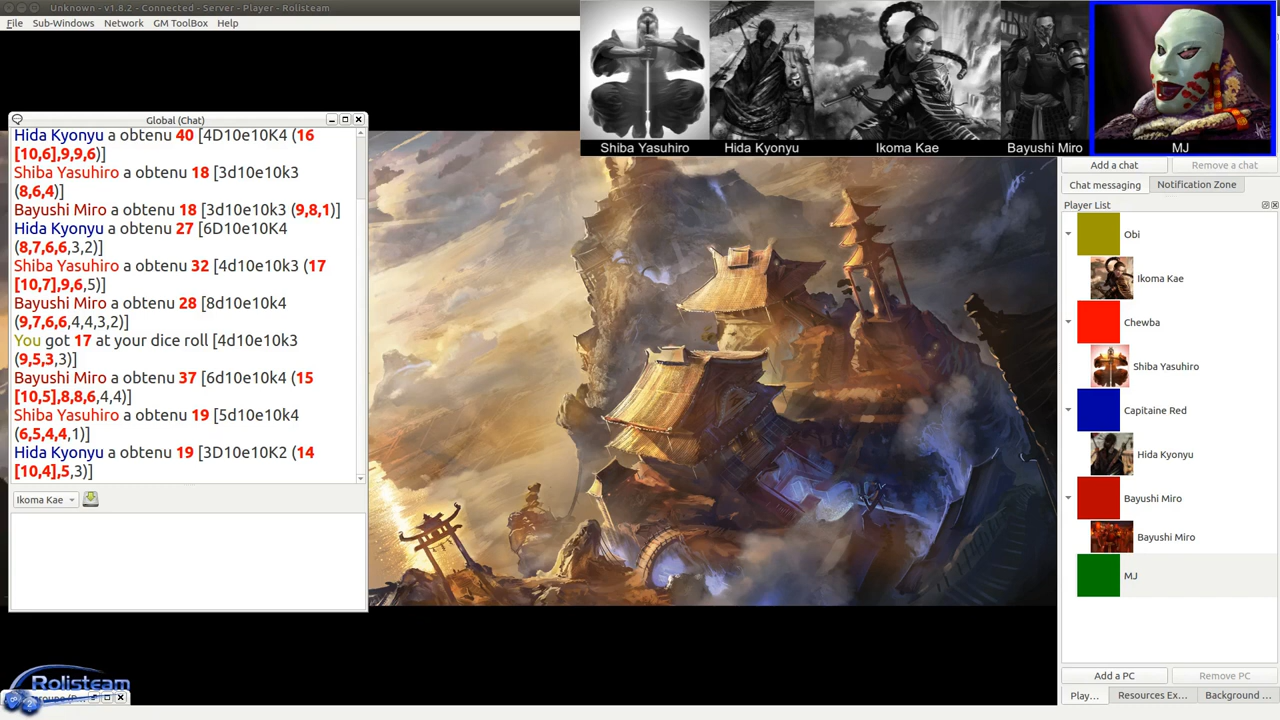 Unknown - v1.8.2 - Connected - Server - Player - Rolisteam
File Sub-Windows Network GM ToolBox Help
Shiba Yasuhiro Hida Kyonyu Ikoma Kae Bayushi Miro MJ
Global (Chat)
Hida Kyonyu a obtenu 40 [4D10e10K4 (16
[10,6],9,9,6)]
Shiba Yasuhiro a obtenu 18 [3d10e10k3
(8,6,4)]
Bayushi Miro a obtenu 18 [3d10e10k3 (9,8,1)]
Hida Kyonyu a obtenu 27 [6D10e10K4
(8,7,6,6,3,2)]
Shiba Yasuhiro a obtenu 32 [4d10e10k3 (17
[10,7],9,6,5)]
Bayushi Miro a obtenu 28 [8d10e10k4
(9,7,6,6,4,4,3,2)]
You got 17 at your dice roll [4d10e10k3
(9,5,3,3)]
Bayushi Miro a obtenu 37 [6d10e10k4 (15
[10,5],8,8,6,4,4)]
Shiba Yasuhiro a obtenu 19 [5d10e10k4
(6,5,4,4,1)]
Hida Kyonyu a obtenu 19 [3D10e10K2 (14
[10,4],5,3)]
Ikoma Kae
Rolisteam
Add a chat Remove a chat
Chat messaging Notification Zone
Player List
Obi
Ikoma Kae
Chewba
Shiba Yasuhiro
Capitaine Red
Hida Kyonyu
Bayushi Miro
Bayushi Miro
MJ
Add a PC Remove PC
Play... Resources Ex... Background ...